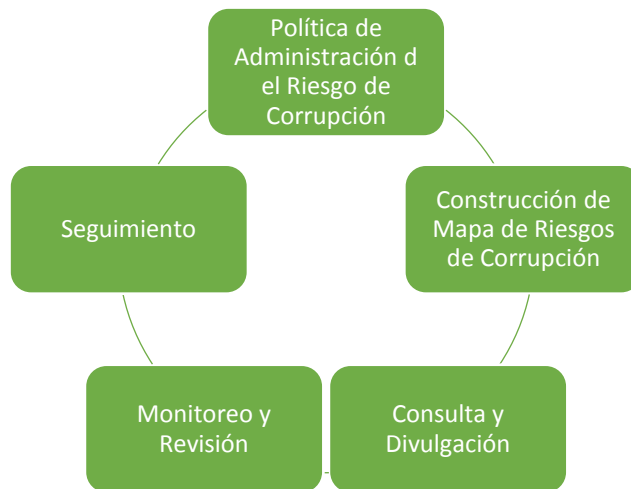 Política de
Administración d
el Riesgo de
Corrupción
Construcción de
Mapa de Riesgos
de Corrupción
Consulta y
Divulgación
Monitoreo y
Revisión
Seguimiento